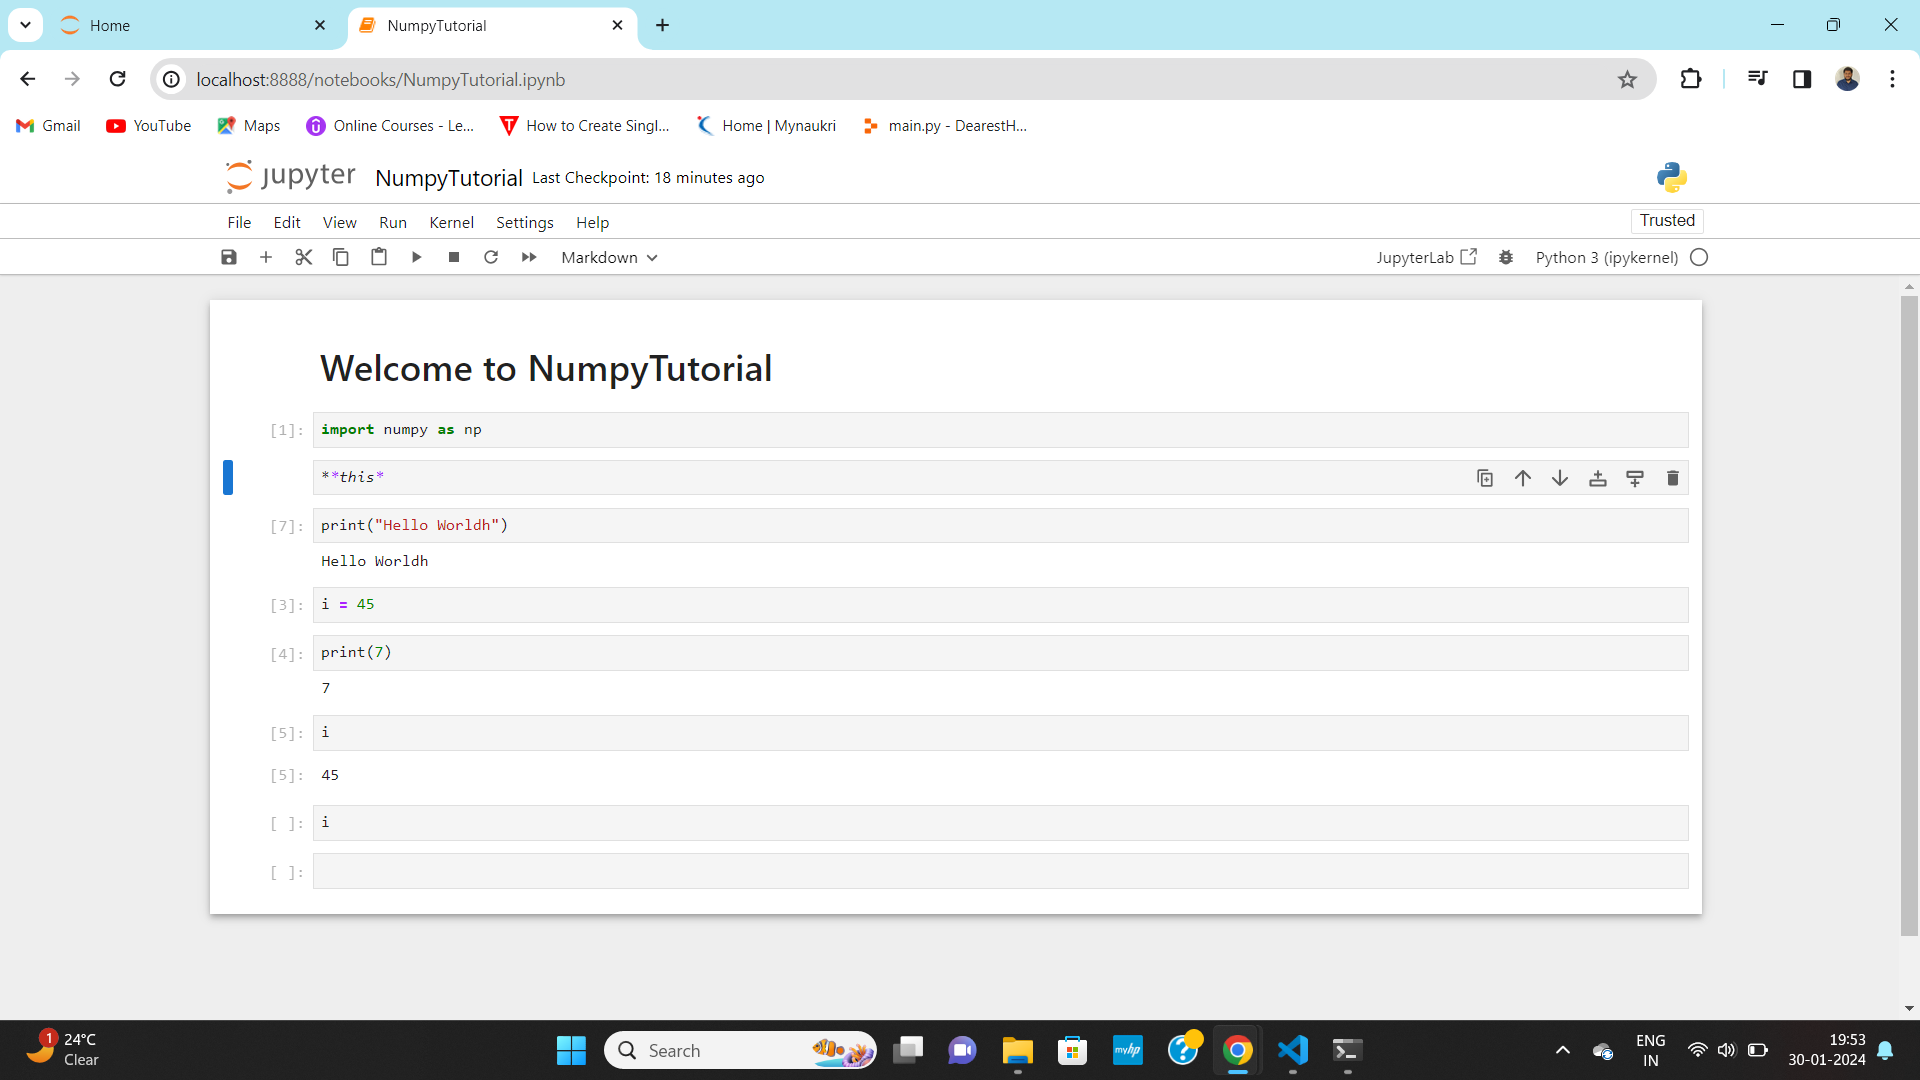 Home
NumpyTutorial
localhost:8888/notebooks/NumpyTutorial.ipynb
Gmail
YouTube
Maps
Online Courses - Le...
How to Create Singl...
Home | Mynaukri
main.py - DearestH...
jupyter
NumpyTutorial
Last Checkpoint: 18 minutes ago
File
Edit
View
Run
Kernel
Settings
Help
Trusted
Markdown
JupyterLab
Python 3 (ipykernel)
Welcome to NumpyTutorial
[1]: import numpy as np
**this*
[7]: print("Hello Worldh")
Hello Worldh
[3]: i = 45
[4]: print(7)
7
[5]: i
[5]: 45
[ ]: i
[ ]:
1
24°C
Clear
Search
myhp
1
ENG
IN
19:53
30-01-2024